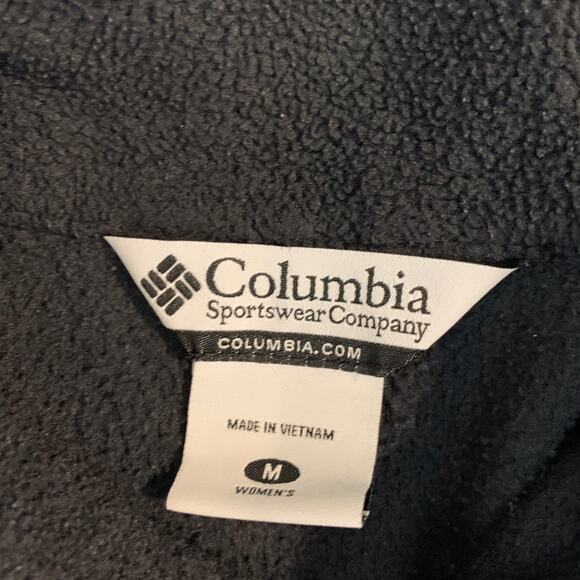 Columbia
Sportswear Company
COLUMBIA.COM
MADE IN VIETNAM
M
WOMEN'S